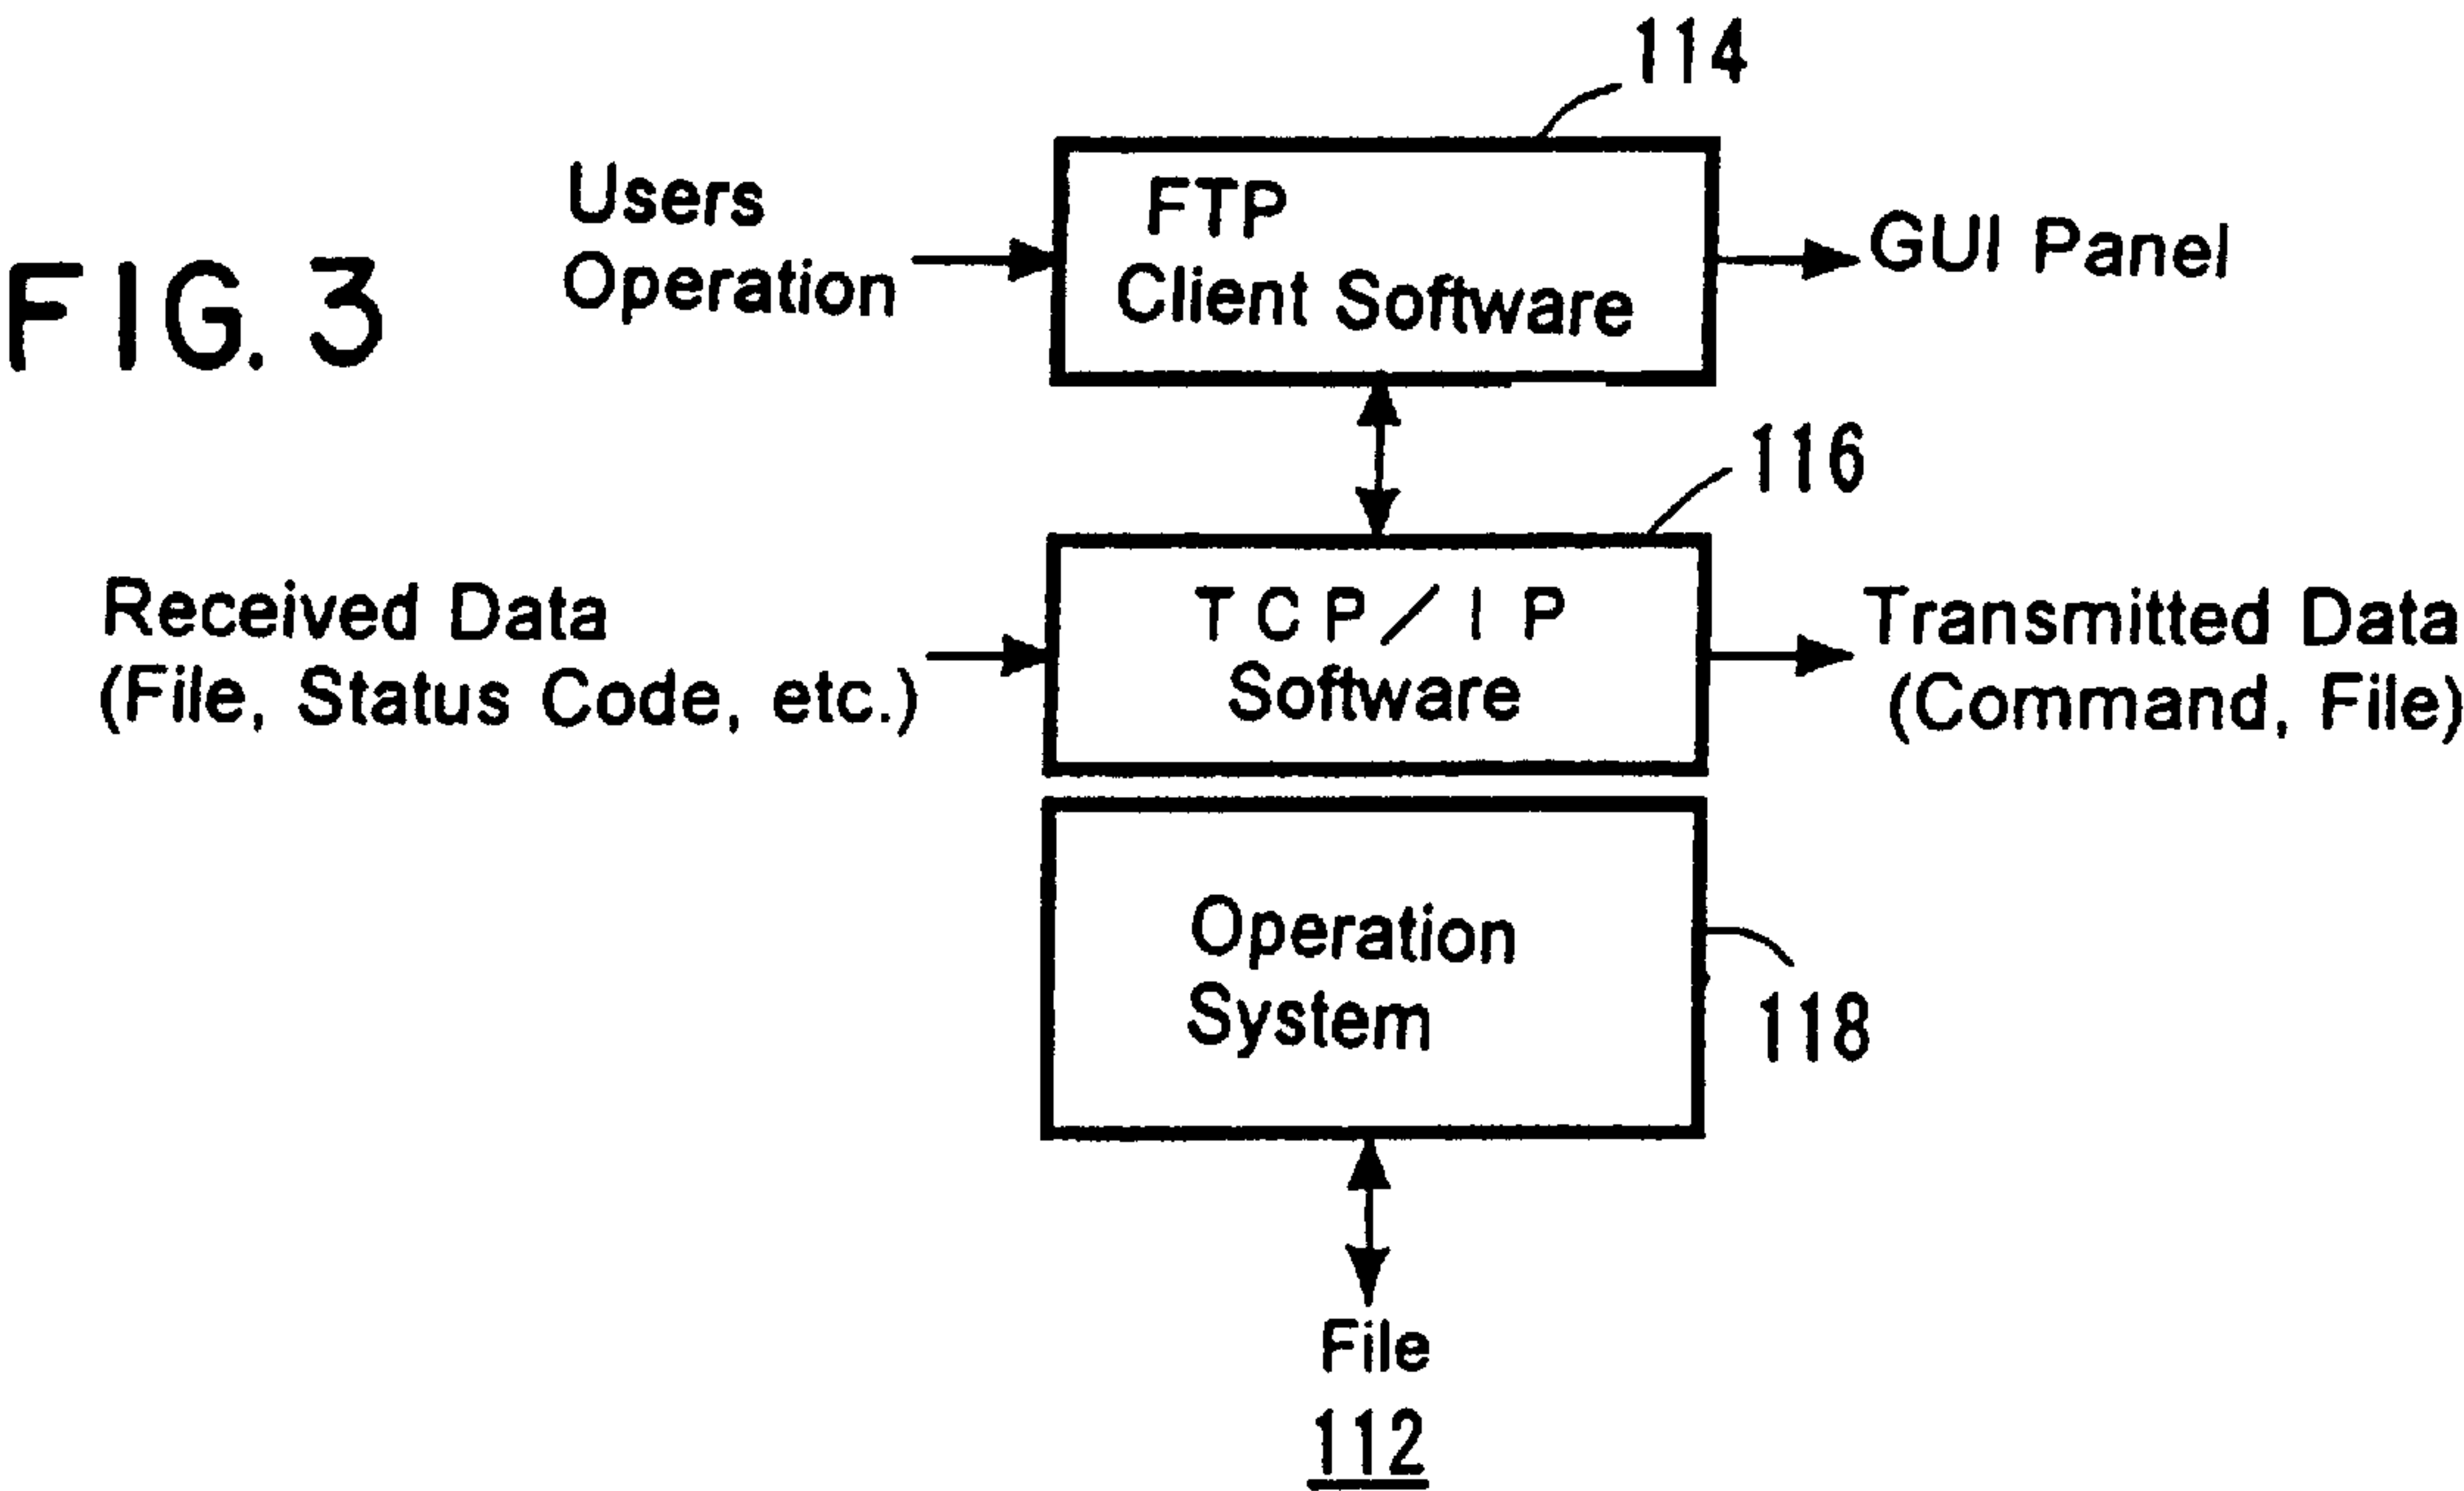 FIG. 3
114
Users
Operation
FTP
Client Software
GUI Panel
116
Received Data
(File, Status Code, etc.)
TCP/IP
Software
Transmitted Data
(Command, File)
Operation
System
118
File
112